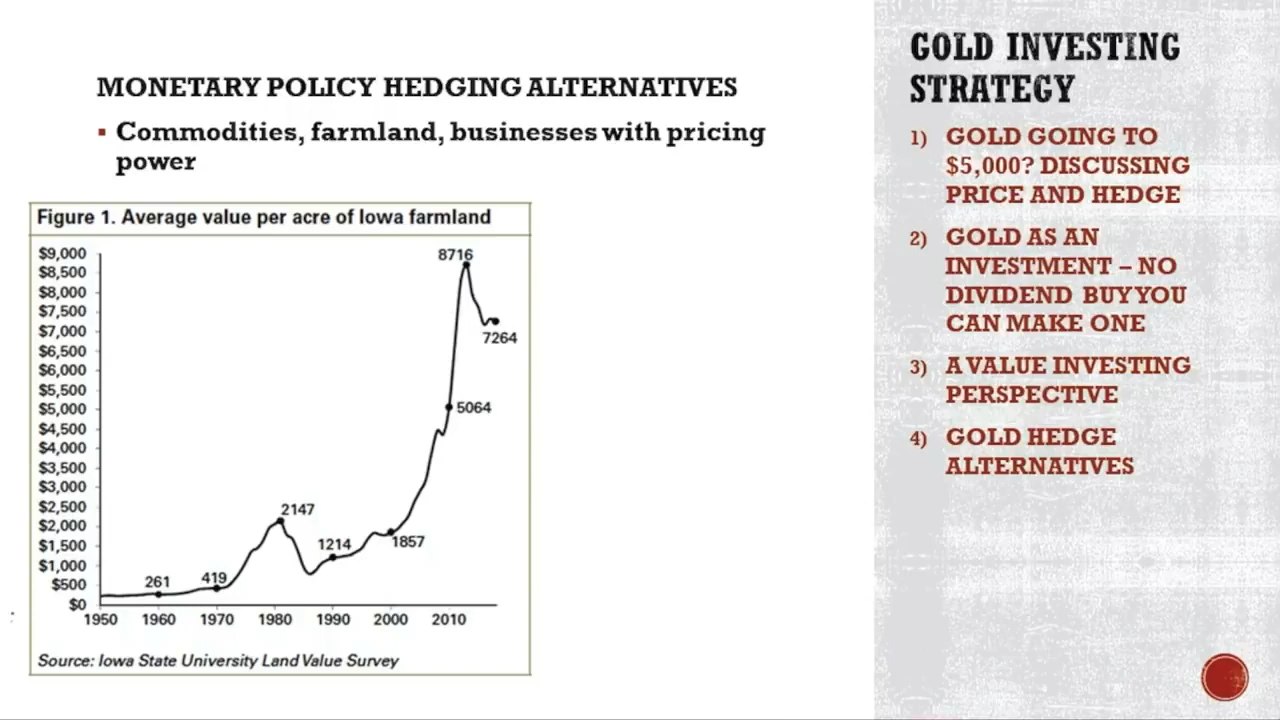 MONETARY POLICY HEDGING ALTERNATIVES
Commodities, farmland, businesses with pricing
power
Figure 1. Average value per acre of Iowa farmland
$9,000
$8,500
$8,000
$7,500
$7,000
$6,500
$6,000
$5,500
$5,000
$4,500
$4,000
$3,500
$3,000
$2,500
$2,000
$1,500
$1,000
$500
$0
261
419
2147
1214
1857
5064
8716
7264
1950 1960 1970 1980 1990 2000 2010
Source: Iowa State University Land Value Survey
GOLD INVESTING
STRATEGY
1) GOLD GOING TO
$5,000? DISCUSSING
PRICE AND HEDGE
2) GOLD AS AN
INVESTMENT – NO
DIVIDEND BUY YOU
CAN MAKE ONE
3) A VALUE INVESTING
PERSPECTIVE
4) GOLD HEDGE
ALTERNATIVES